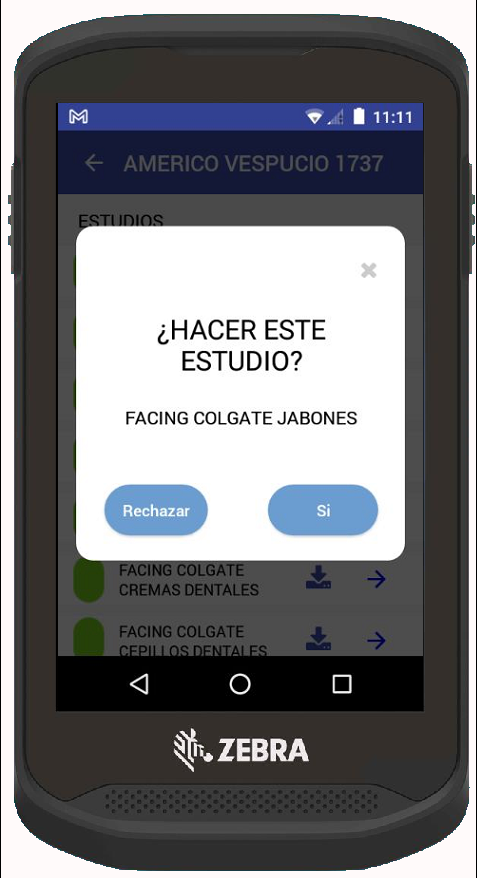 11:11
AMERICO VESPUCIO 1737
ESTUDIOS
¿HACER ESTE
ESTUDIO?
FACING COLGATE JABONES
Rechazar
Si
FACING COLGATE
CREMAS DENTALES
FACING COLGATE
CEPILLOS DENTALES
ZEBRA